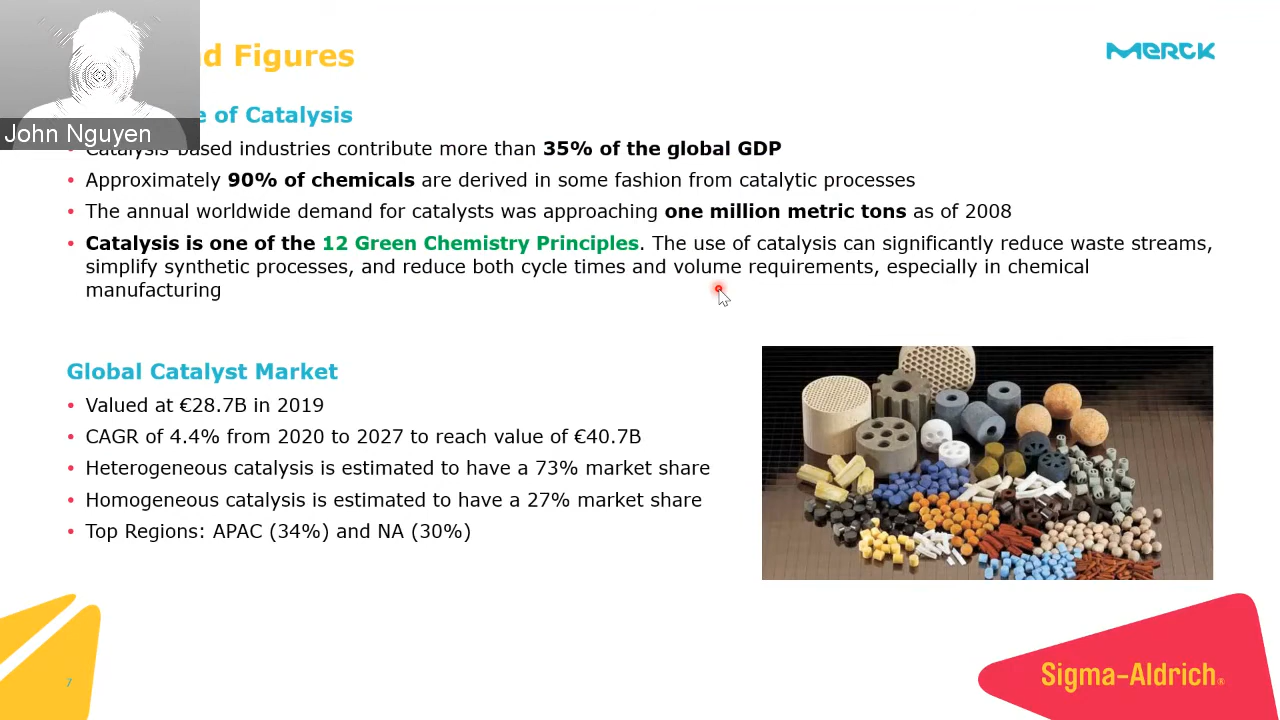 d Figures
MERCK
e of Catalysis
John Nguyen
Catalysis-based industries contribute more than 35% of the global GDP
Approximately 90% of chemicals are derived in some fashion from catalytic processes
The annual worldwide demand for catalysts was approaching one million metric tons as of 2008
Catalysis is one of the 12 Green Chemistry Principles. The use of catalysis can significantly reduce waste streams,
simplify synthetic processes, and reduce both cycle times and volume requirements, especially in chemical
manufacturing
Global Catalyst Market
Valued at €28.7B in 2019
CAGR of 4.4% from 2020 to 2027 to reach value of €40.7B
Heterogeneous catalysis is estimated to have a 73% market share
Homogeneous catalysis is estimated to have a 27% market share
Top Regions: APAC (34%) and NA (30%)
7
Sigma-Aldrich®